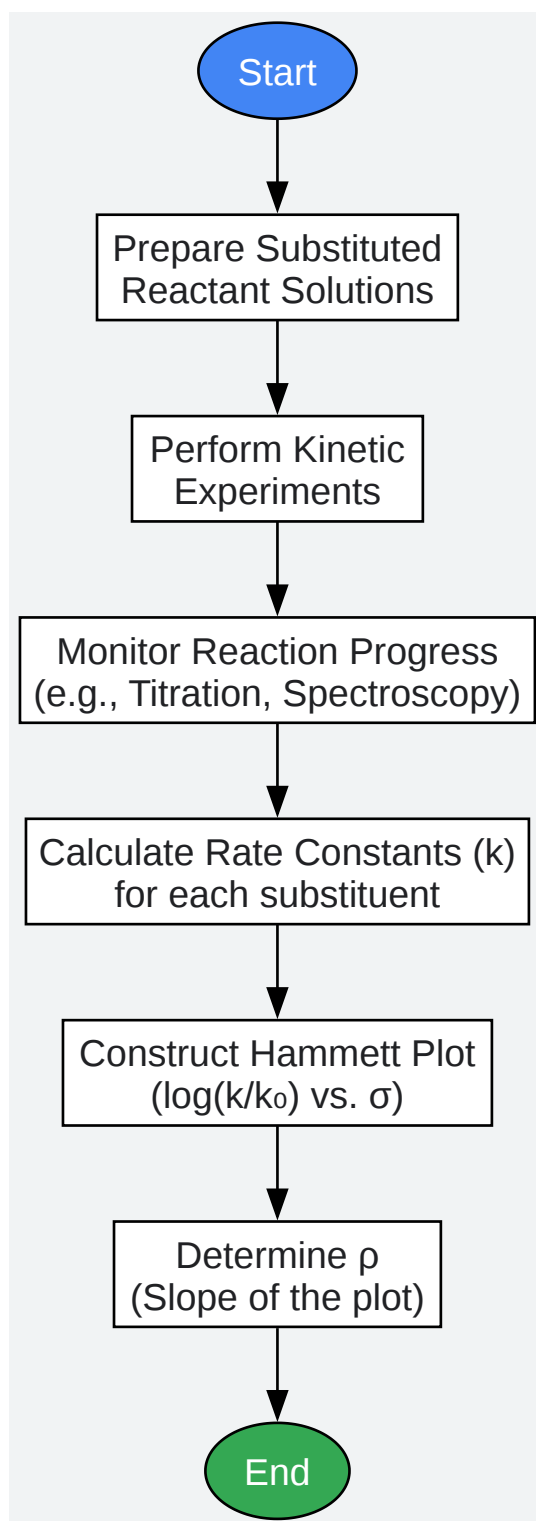 Start
Prepare Substituted
Reactant Solutions
Perform Kinetic
Experiments
Monitor Reaction Progress
(e.g., Titration, Spectroscopy)
Calculate Rate Constants (k)
for each substituent
Construct Hammett Plot
(log(k/k₀) vs. σ)
Determine ρ
(Slope of the plot)
End